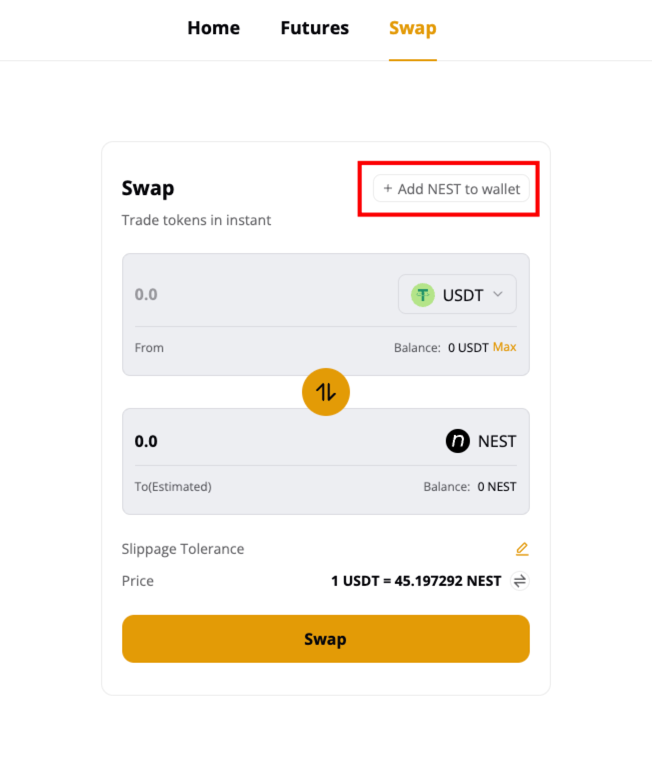 Home Futures Swap
Swap
+ Add NEST to wallet
Trade tokens in instant
0.0 USDT
From Balance: 0 USDT Max
0.0 n NEST
To(Estimated) Balance: 0 NEST
Slippage Tolerance
Price 1 USDT = 45.197292 NEST
Swap